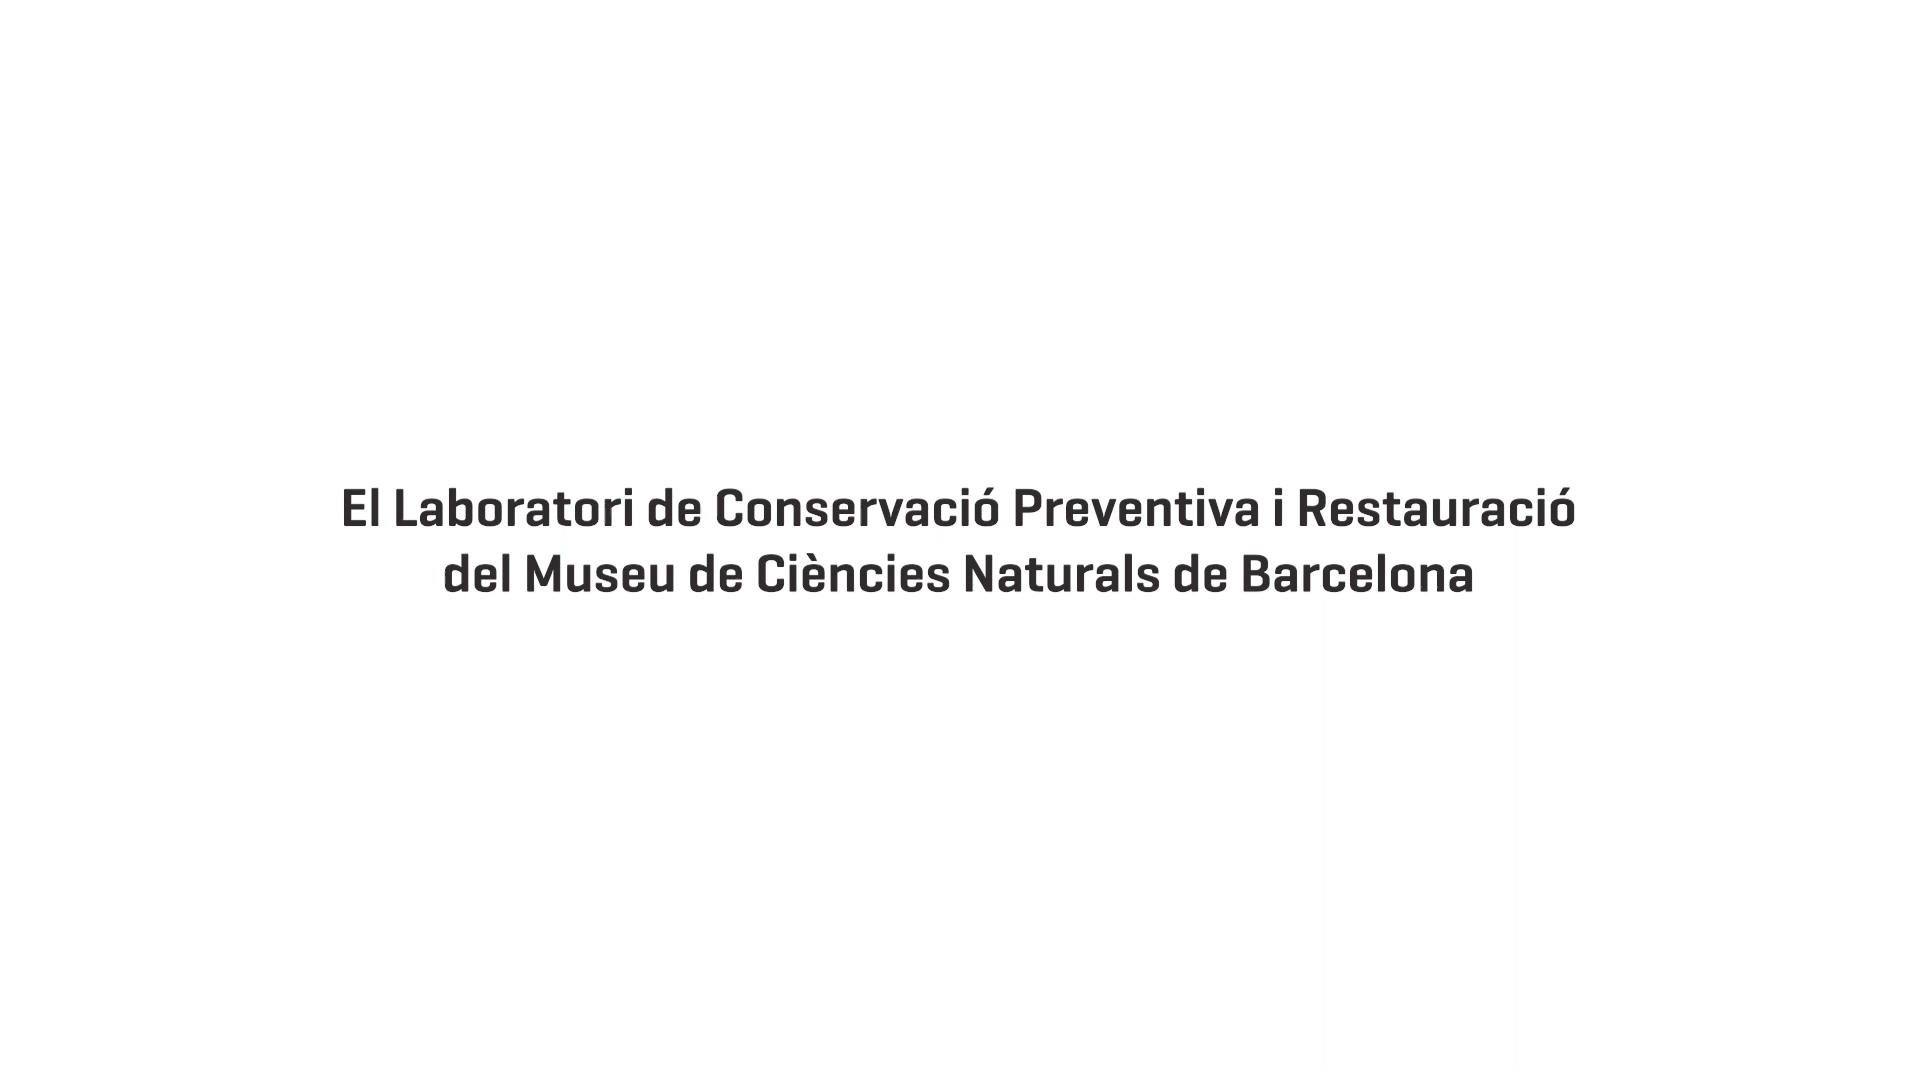 El Laboratori de Conservació Preventiva i Restauració
del Museu de Ciències Naturals de Barcelona